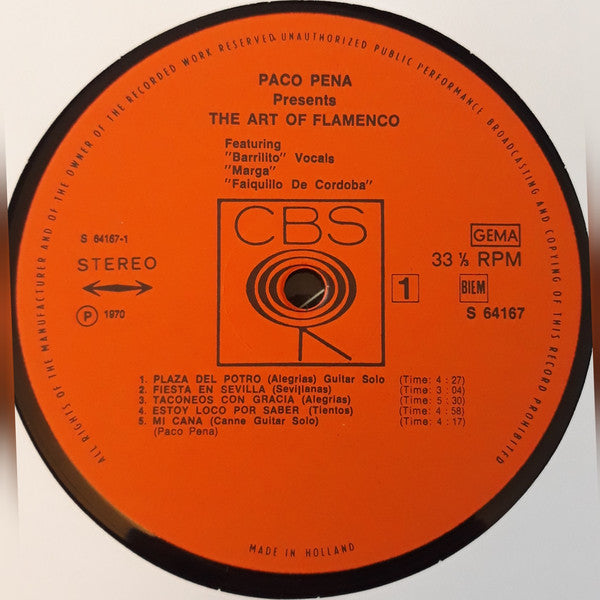 ALL RIGHTS OF THE MANUFACTURER AND OF THE OWNER OF THE RECORDED WORK RESERVED. UNAUTHORIZED PUBLIC PERFORMANCE BROADCASTING AND COPYING OF THIS RECORD PROHIBITED
PACO PENA
Presents
THE ART OF FLAMENCO
Featuring
"Barrilito" Vocals
"Marga"
"Faiquillo De Cordoba"
CBS
S 64167-1
STEREO
P 1970
GEMA
33 ⅓ RPM
1
BIEM
S 64167
1. PLAZA DEL POTRO (Alegrias) Guitar Solo (Time: 4 : 27)
2. FIESTA EN SEVILLA (Sevijianas) (Time: 3 : 04)
3. TACONEOS CON GRACIA (Alegrias) (Time: 5 : 30)
4. ESTOY LOCO POR SABER (Tientos) (Time: 4 : 58)
5. MI CANA (Canne Guitar Solo) (Time: 4 : 17)
(Paco Pena)
MADE IN HOLLAND